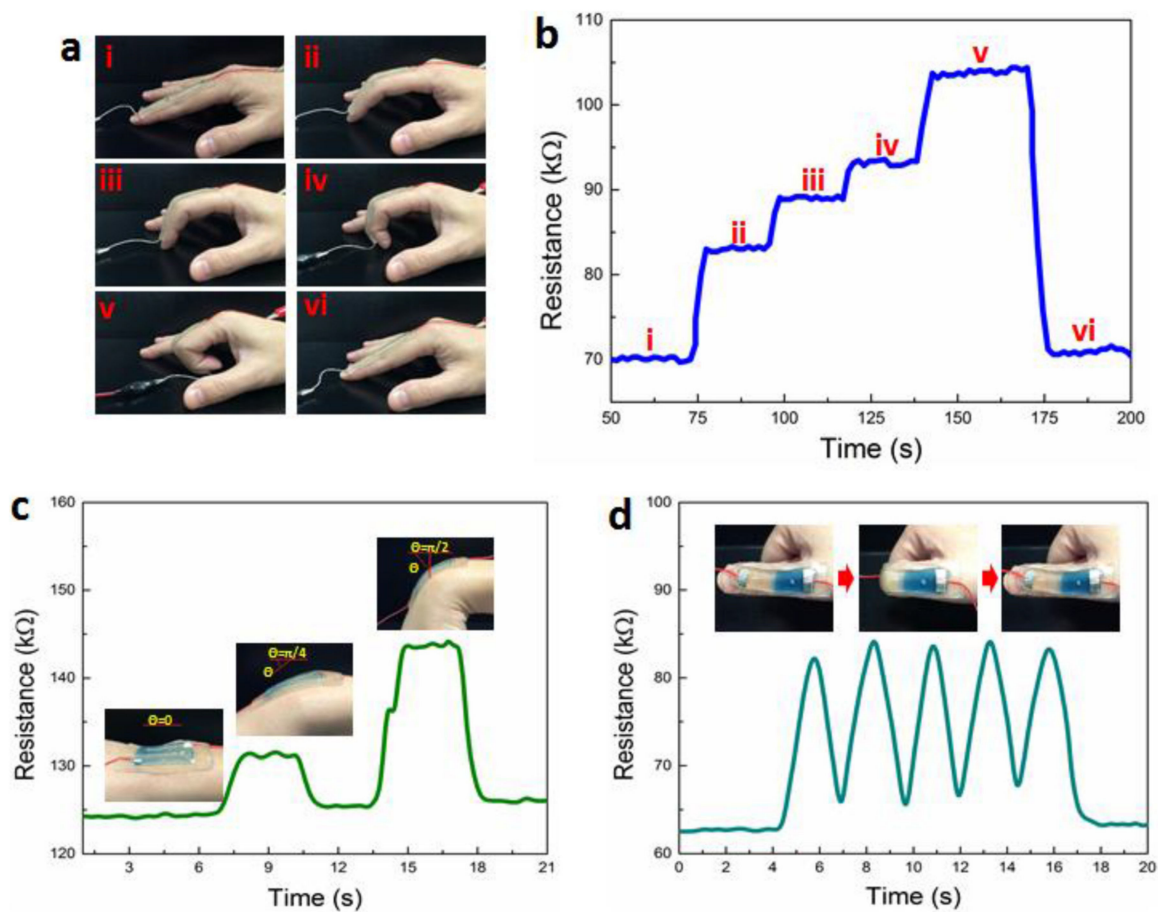 a
i
ii
iii
iv
v
vi
b
110
100
90
80
70
Resistance (kΩ)
i
ii
iii
iv
v
vi
50 75 100 125 150 175 200
Time (s)
c
160
150
140
130
120
Resistance (kΩ)
Θ=0
Θ=π/4
Θ
Θ=π/2
Θ
3 6 9 12 15 18 21
Time (s)
d
100
90
80
70
60
Resistance (kΩ)
0 2 4 6 8 10 12 14 16 18 20
Time (s)